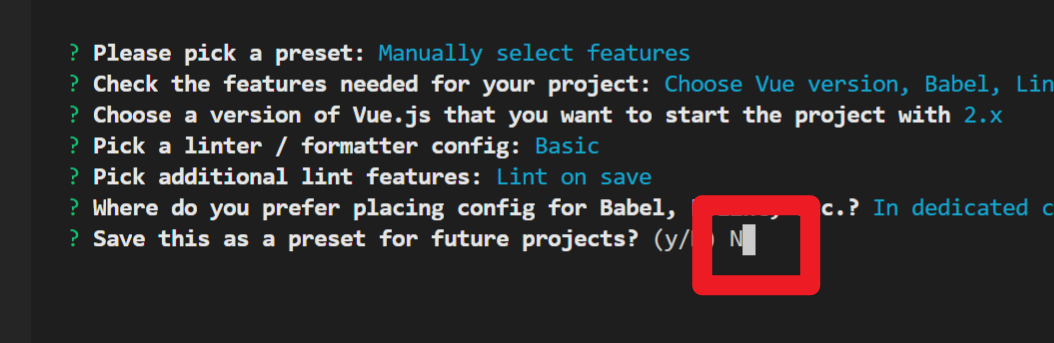 ? Please pick a preset: Manually select features
? Check the features needed for your project: Choose Vue version, Babel, Lin
? Choose a version of Vue.js that you want to start the project with 2.x
? Pick a linter / formatter config: Basic
? Pick additional lint features: Lint on save
? Where do you prefer placing config for Babel, c.? In dedicated c
? Save this as a preset for future projects? (y/ ) N